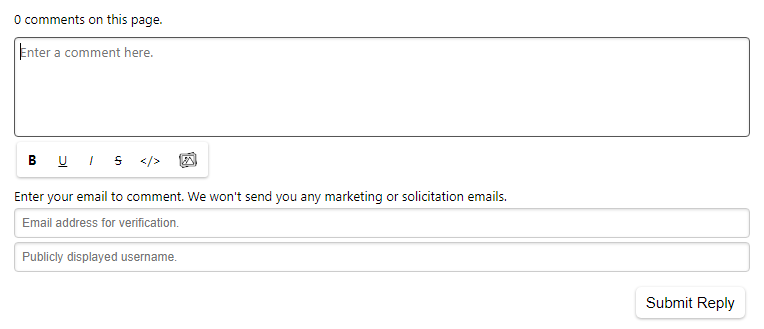 0 comments on this page.
Enter a comment here.
B U I S </>
Enter your email to comment. We won't send you any marketing or solicitation emails.
Email address for verification.
Publicly displayed username.
Submit Reply